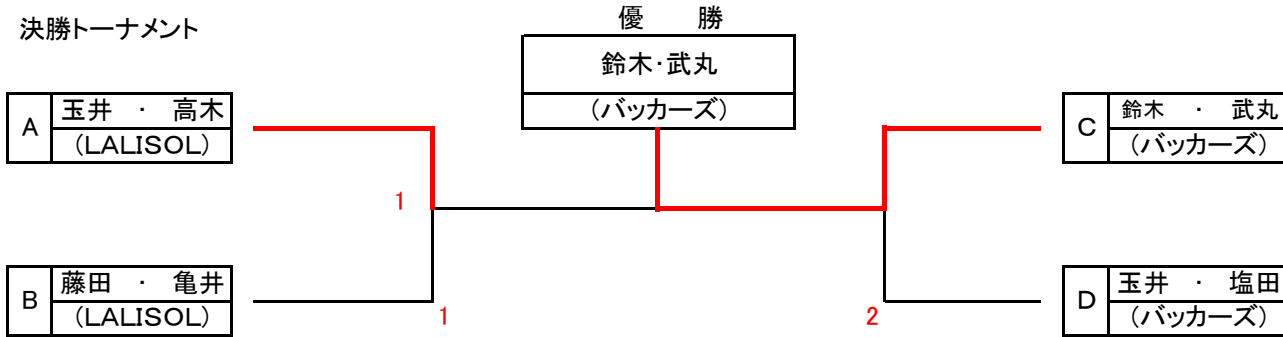 決勝トーナメント
優　勝
鈴木・武丸
（バッカーズ）
A
玉井　・　高木
（LALISOL）
C
鈴木　・　武丸
（バッカーズ）
1
B
藤田　・　亀井
（LALISOL）
1
2
D
玉井　・　塩田
（バッカーズ）